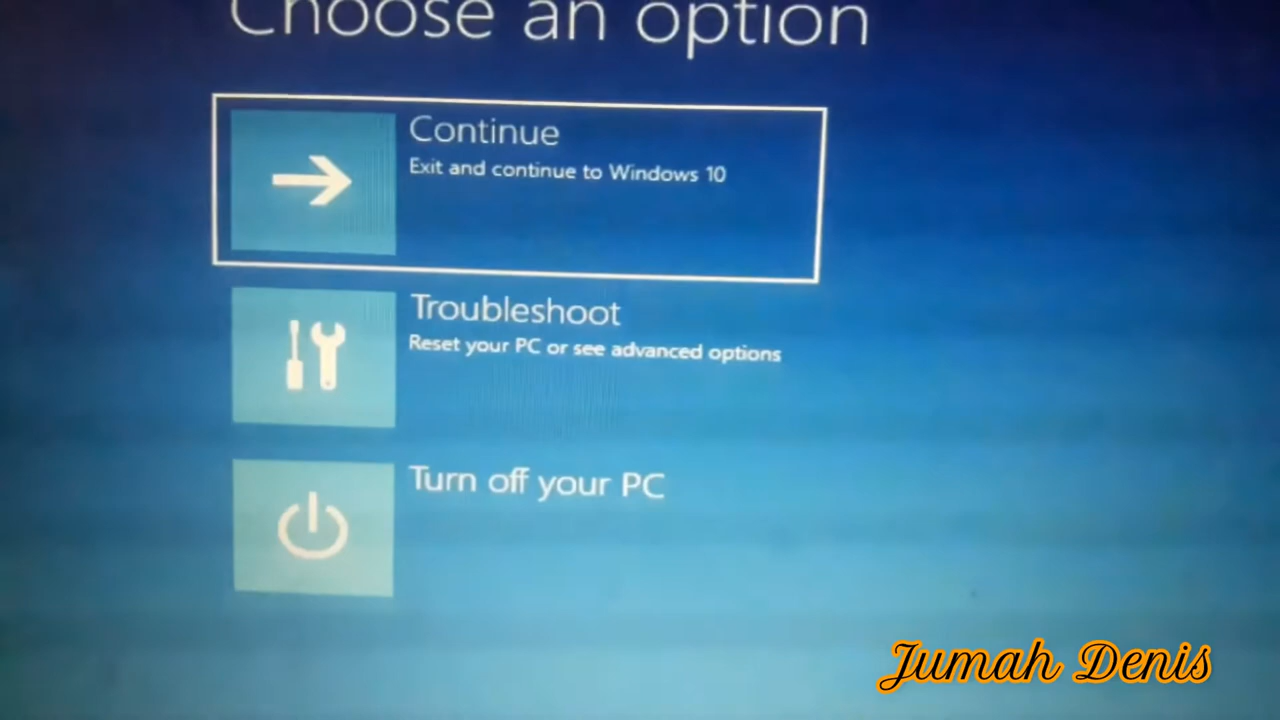 Choose an option
Continue
Exit and continue to Windows 10
Troubleshoot
Reset your PC or see advanced options
Turn off your PC
Jumah Denis